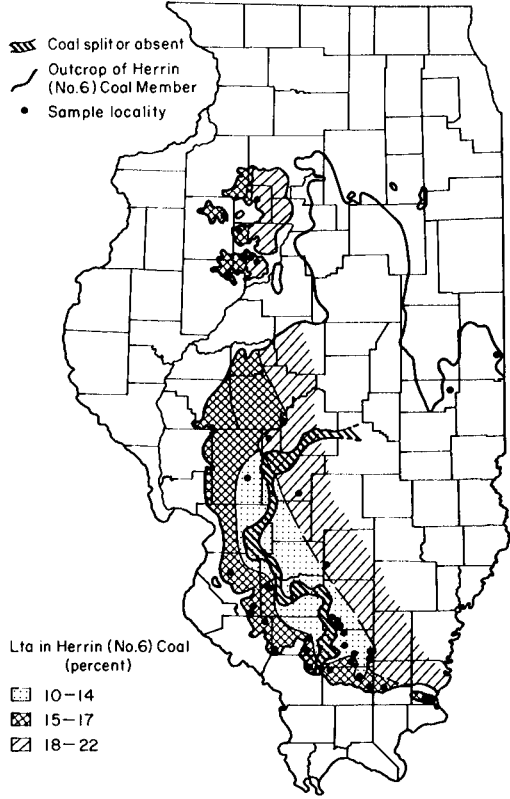 Coal split or absent
Outcrop of Herrin
(No.6) Coal Member
Sample locality
Lta in Herrin (No.6) Coal
(percent)
10-14
15-17
18-22